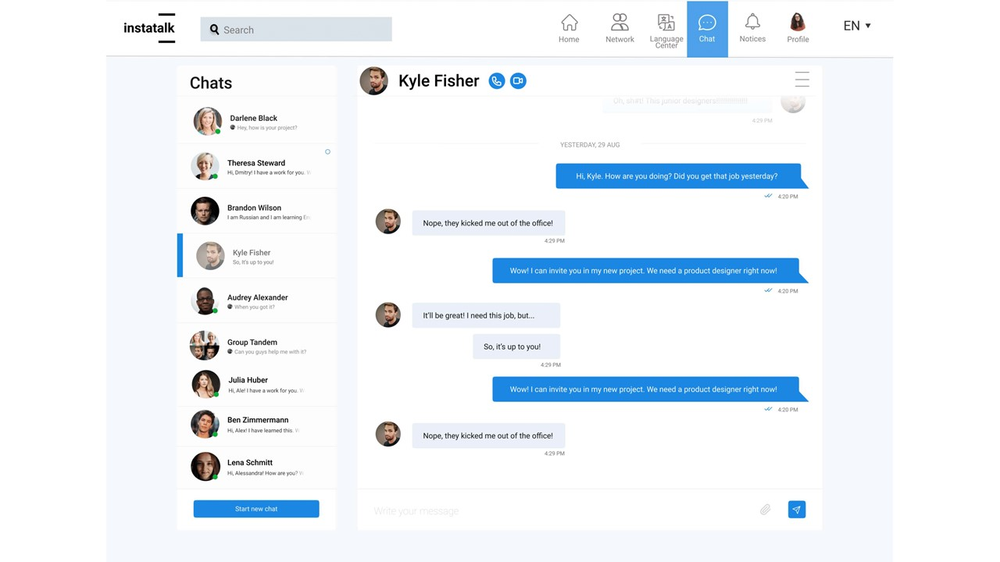 instatalk
Search
Home
Network
Language
Center
Chat
Notices
Profile
EN
Chats
Darlene Black
Hey, how is your project?
Theresa Steward
Hi, Dmitry! I have a work for you.
Brandon Wilson
I am Russian and I am learning
Kyle Fisher
So, It's up to you!
Audrey Alexander
When you got it?
Group Tandem
Can you guys help me with it?
Julia Huber
Hi, Ale! I have a work for you.
Ben Zimmermann
Hi, Alex! I have learned this.
Lena Schmitt
Hi, Alessandra! How are you?
Start new chat
Kyle Fisher
Oh, sh#t! This junior designers!!!!!!!!!!!!!!!!!
4:29 PM
YESTERDAY, 29 AUG
Hi, Kyle. How are you doing? Did you get that job yesterday?
4:20 PM
Nope, they kicked me out of the office!
4:29 PM
Wow! I can invite you in my new project. We need a product designer right now!
4:20 PM
It'll be great! I need this job, but...
So, it's up to you!
4:29 PM
Wow! I can invite you in my new project. We need a product designer right now!
4:20 PM
Nope, they kicked me out of the office!
4:29 PM
Write your message